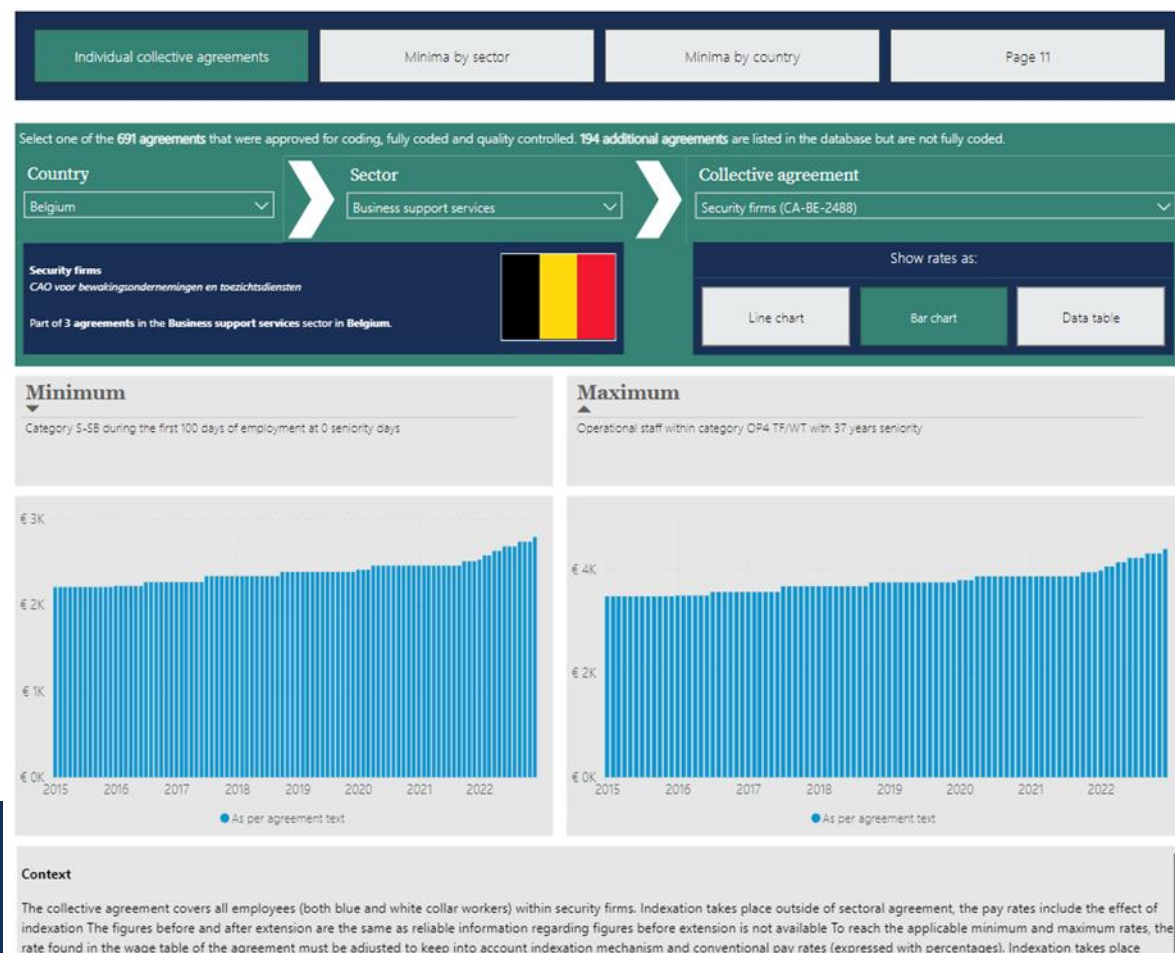 Individual collective agreements
Minima by sector
Minima by country
Page 11
Select one of the 691 agreements that were approved for coding, fully coded and quality controlled. 194 additional agreements are listed in the database but are not fully coded.
Country
Belgium
Sector
Business support services
Collective agreement
Security firms (CA-BE-2488)
Security firms
CAO voor bewakingsondernemingen en toezichtsdiensten
Part of 3 agreements in the Business support services sector in Belgium.
Show rates as:
Line chart
Bar chart
Data table
Minimum
Category S-SB during the first 100 days of employment at 0 seniority days
Maximum
Operational staff within category OP4 TF/WT with 37 years seniority
€ 3K
€ 2K
€ 1K
€ 0K
2015 2016 2017 2018 2019 2020 2021 2022
As per agreement text
€ 4K
€ 2K
€ 0K
2015 2016 2017 2018 2019 2020 2021 2022
As per agreement text
Context
The collective agreement covers all employees (both blue and white collar workers) within security firms. Indexation takes place outside of sectoral agreement, the pay rates include the effect of
indexation The figures before and after extension are the same as reliable information regarding figures before extension is not available To reach the applicable minimum and maximum rates, the
rate found in the wage table of the agreement must be adjusted to keep into account indexation mechanism and conventional pay rates (expressed with percentages). Indexation takes place